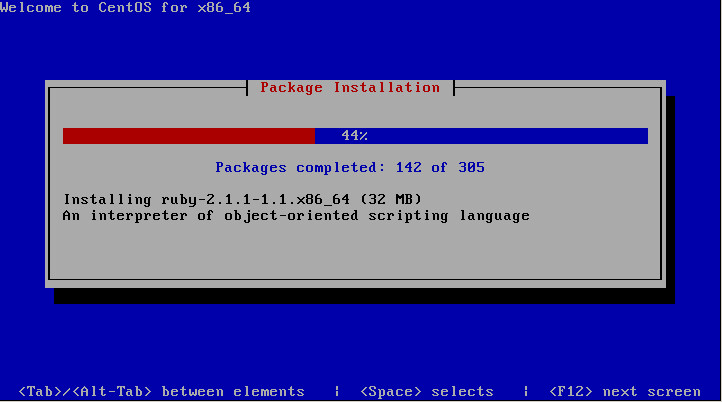 Welcome to CentOS for x86_64
Package Installation
44%
Packages completed: 142 of 305
Installing ruby-2.1.1-1.1.x86_64 (32 MB)
An interpreter of object-oriented scripting language
<Tab>/<Alt-Tab> between elements | <Space> selects | <F12> next screen